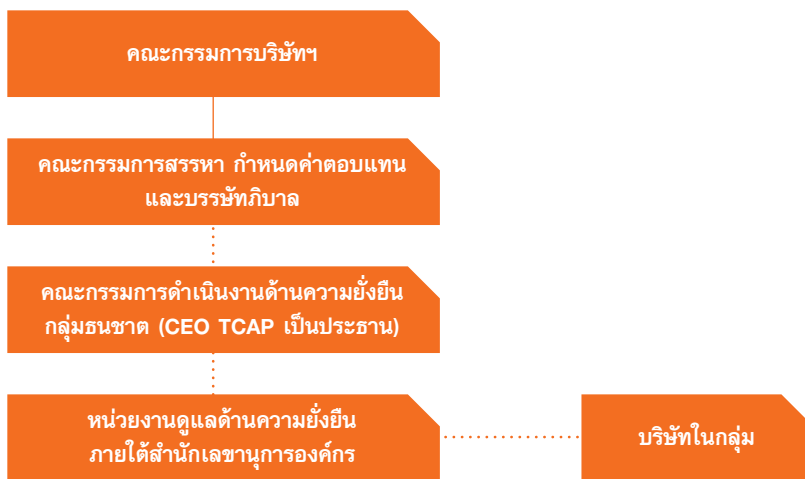 คณะกรรมการบริษัทฯ
คณะกรรมการสรรหา กำหนดค่าตอบแทน
และบรรษัทภิบาล
คณะกรรมการดำเนินงานด้านความยั่งยืน
กลุ่มธนชาต (CEO TCAP เป็นประธาน)
หน่วยงานดูแลด้านความยั่งยืน
ภายใต้สำนักเลขานุการองค์กร
บริษัทในกลุ่ม